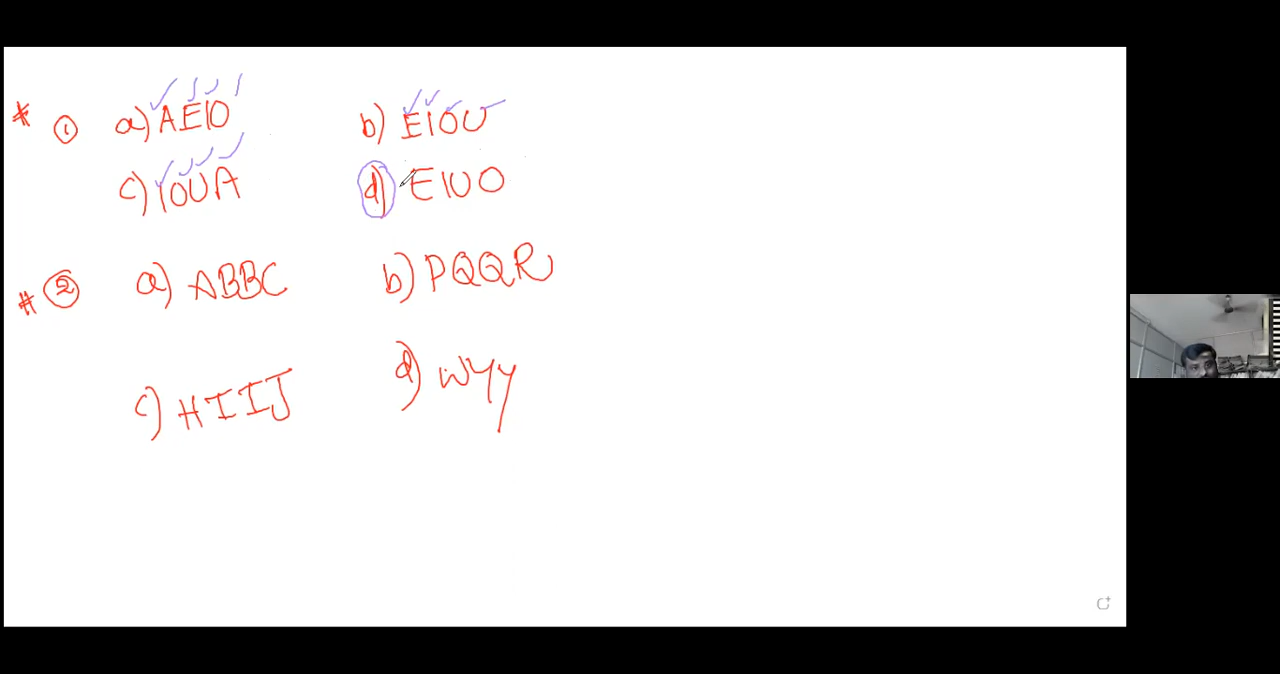 * ① a) AEIO b) EIOU
c) IOUA d) EIUO
# ② a) ABBC b) PQQR
c) HIIJ d) WYY